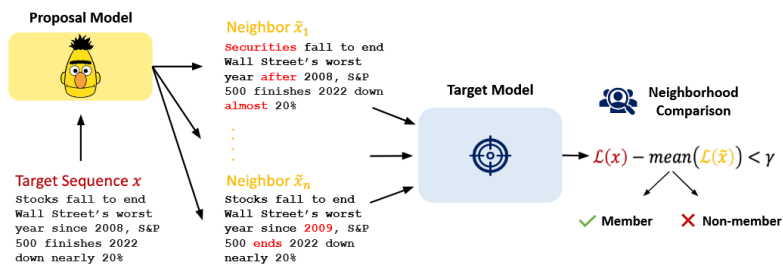 Proposal Model
Target Sequence x
Stocks fall to end
Wall Street's worst
year since 2008, S&P
500 finishes 2022
down nearly 20%
Neighbor x̃₁
Securities fall to end
Wall Street's worst
year after 2008, S&P
500 finishes 2022 down
almost 20%
Neighbor x̃ₙ
Stocks fall to end
Wall Street's worst
year since 2009, S&P
500 ends 2022 down
nearly 20%
Target Model
Neighborhood
Comparison
ℒ(x) − mean(ℒ(x̃)) < γ
Member
Non-member